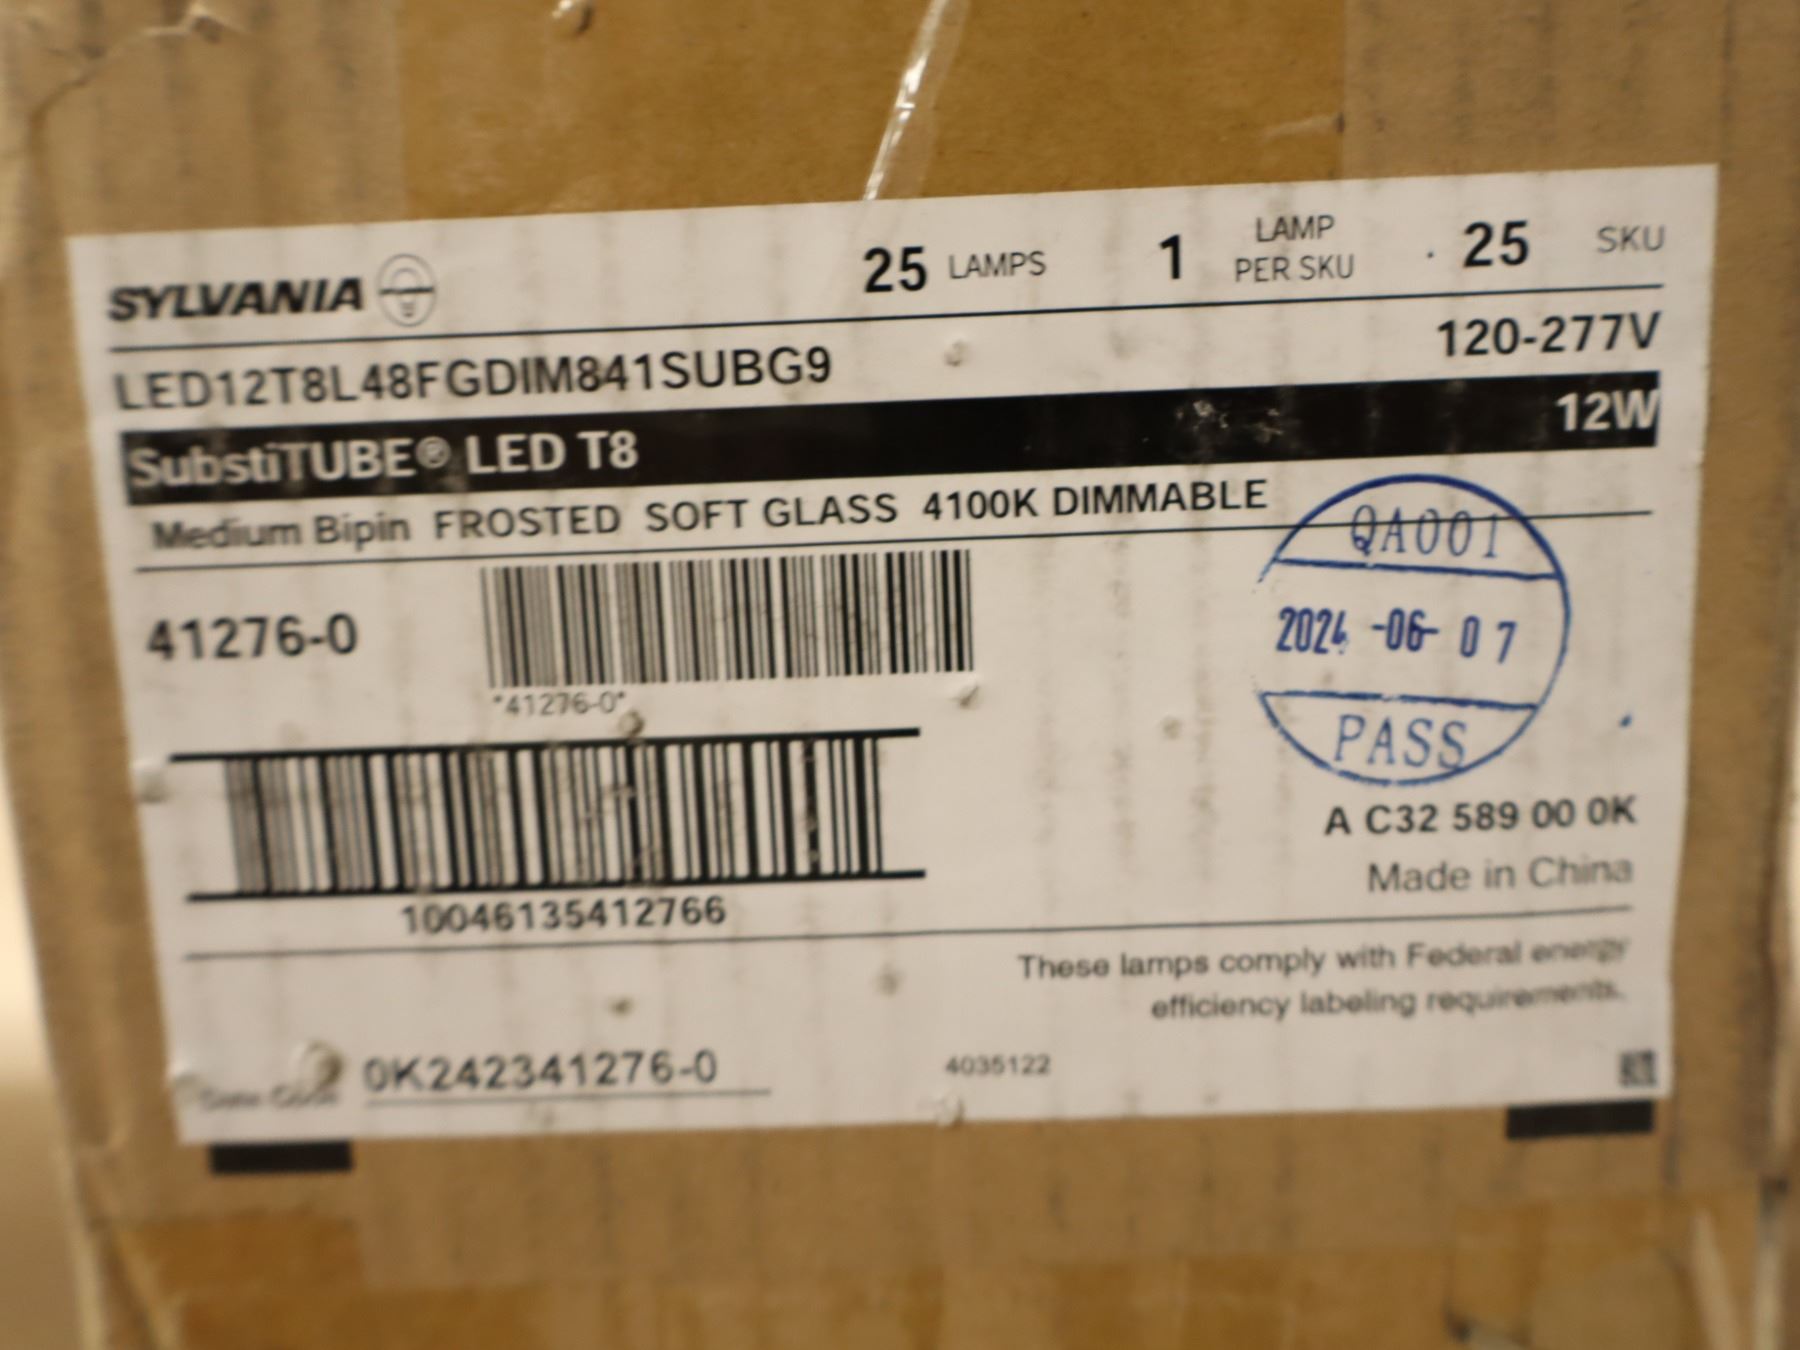 SYLVANIA 25 LAMPS 1 LAMP PER SKU 25 SKU
LED12T8L48FGDIM841SUBG9 120-277V
SubstiTUBE® LED T8 12W
Medium Bipin FROSTED SOFT GLASS 4100K DIMMABLE
QA001
41276-0
2024-06-07
*41276-0*
PASS
A C32 589 00 0K
Made in China
10046135412766
These lamps comply with Federal energy
efficiency labeling requirements.
Date Code 0K242341276-0 4035122